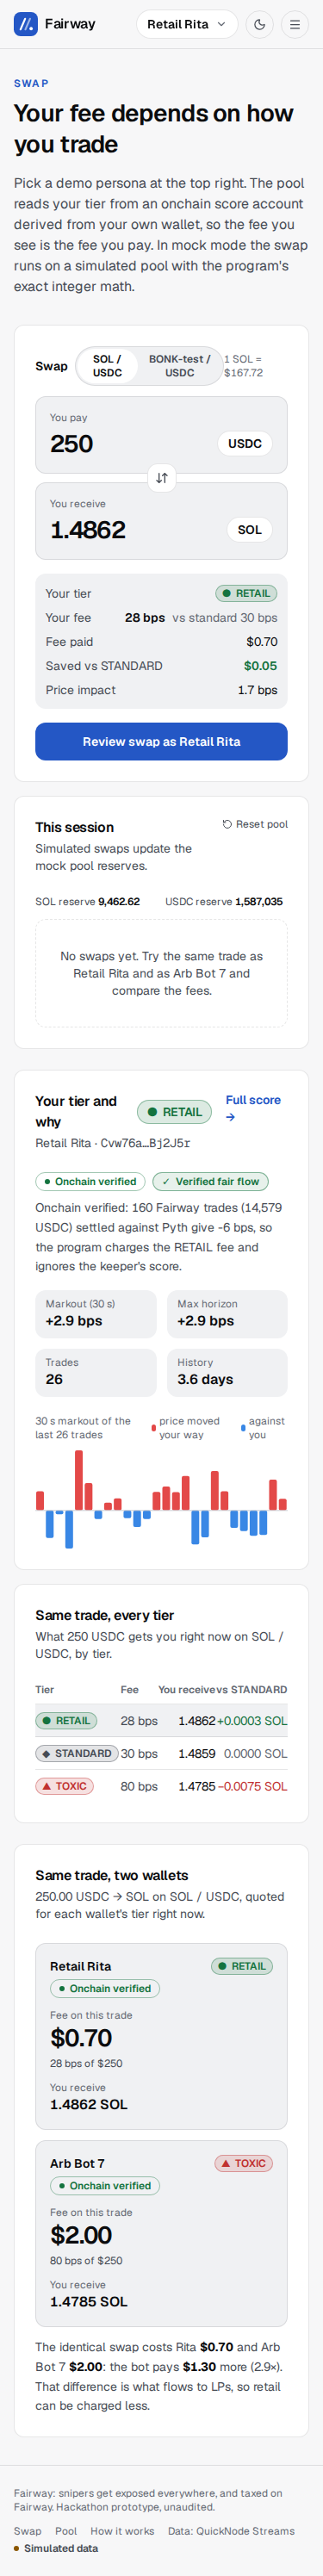 Fairway
Retail Rita
SWAP
Your fee depends on how
you trade
Pick a demo persona at the top right. The pool
reads your tier from an onchain score account
derived from your own wallet, so the fee you
see is the fee you pay. In mock mode the swap
runs on a simulated pool with the program's
exact integer math.
Swap
SOL /
USDC
BONK-test /
USDC
1 SOL =
$167.72
You pay
250
USDC
You receive
1.4862
SOL
Your tier
RETAIL
Your fee
28 bps vs standard 30 bps
Fee paid
$0.70
Saved vs STANDARD
$0.05
Price impact
1.7 bps
Review swap as Retail Rita
This session
Reset pool
Simulated swaps update the
mock pool reserves.
SOL reserve 9,462.62
USDC reserve 1,587,035
No swaps yet. Try the same trade as
Retail Rita and as Arb Bot 7 and
compare the fees.
Your tier and
why
RETAIL
Full score
→
Retail Rita · Cvw76a…Bj2J5r
Onchain verified
✓ Verified fair flow
Onchain verified: 160 Fairway trades (14,579
USDC) settled against Pyth give -6 bps, so
the program charges the RETAIL fee and
ignores the keeper's score.
Markout (30 s)
+2.9 bps
Max horizon
+2.9 bps
Trades
26
History
3.6 days
30 s markout of the
last 26 trades
price moved
your way
against
you
Same trade, every tier
What 250 USDC gets you right now on SOL /
USDC, by tier.
Tier Fee You receive vs STANDARD
RETAIL 28 bps 1.4862 +0.0003 SOL
STANDARD 30 bps 1.4859 0.0000 SOL
TOXIC 80 bps 1.4785 −0.0075 SOL
Same trade, two wallets
250.00 USDC → SOL on SOL / USDC, quoted
for each wallet's tier right now.
Retail Rita
RETAIL
Onchain verified
Fee on this trade
$0.70
28 bps of $250
You receive
1.4862 SOL
Arb Bot 7
TOXIC
Onchain verified
Fee on this trade
$2.00
80 bps of $250
You receive
1.4785 SOL
The identical swap costs Rita $0.70 and Arb
Bot 7 $2.00: the bot pays $1.30 more (2.9×).
That difference is what flows to LPs, so retail
can be charged less.
Fairway: snipers get exposed everywhere, and taxed on
Fairway. Hackathon prototype, unaudited.
Swap Pool How it works Data: QuickNode Streams
Simulated data